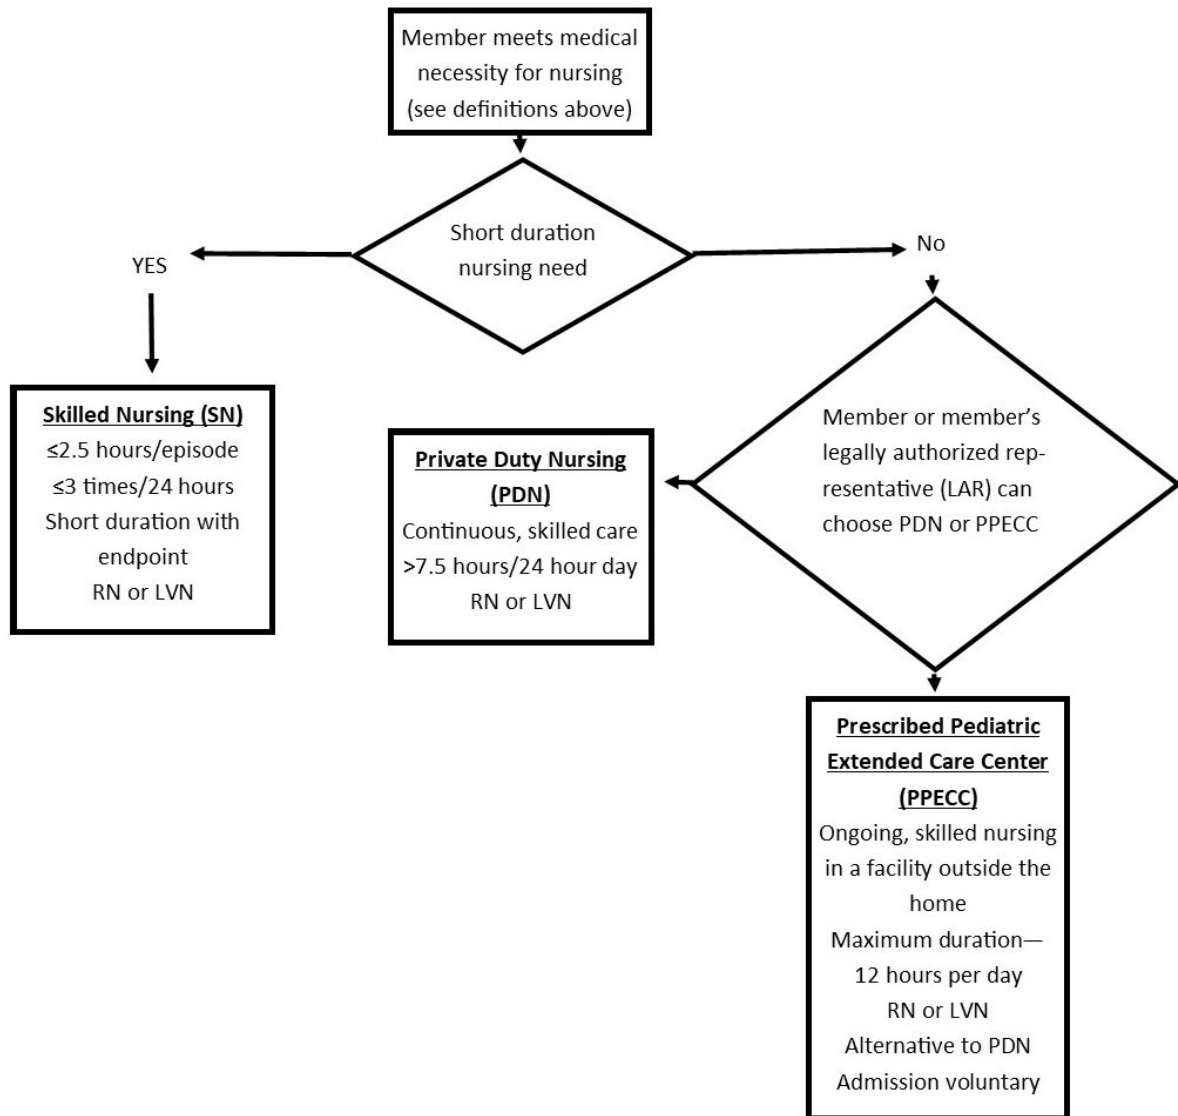 Member meets medical
necessity for nursing
(see definitions above)
Short duration
nursing need
YES
No
Skilled Nursing (SN)
≤2.5 hours/episode
≤3 times/24 hours
Short duration with
endpoint
RN or LVN
Private Duty Nursing
(PDN)
Continuous, skilled care
>7.5 hours/24 hour day
RN or LVN
Member or member’s
legally authorized rep-
resentative (LAR) can
choose PDN or PPECC
Prescribed Pediatric
Extended Care Center
(PPECC)
Ongoing, skilled nursing
in a facility outside the
home
Maximum duration—
12 hours per day
RN or LVN
Alternative to PDN
Admission voluntary